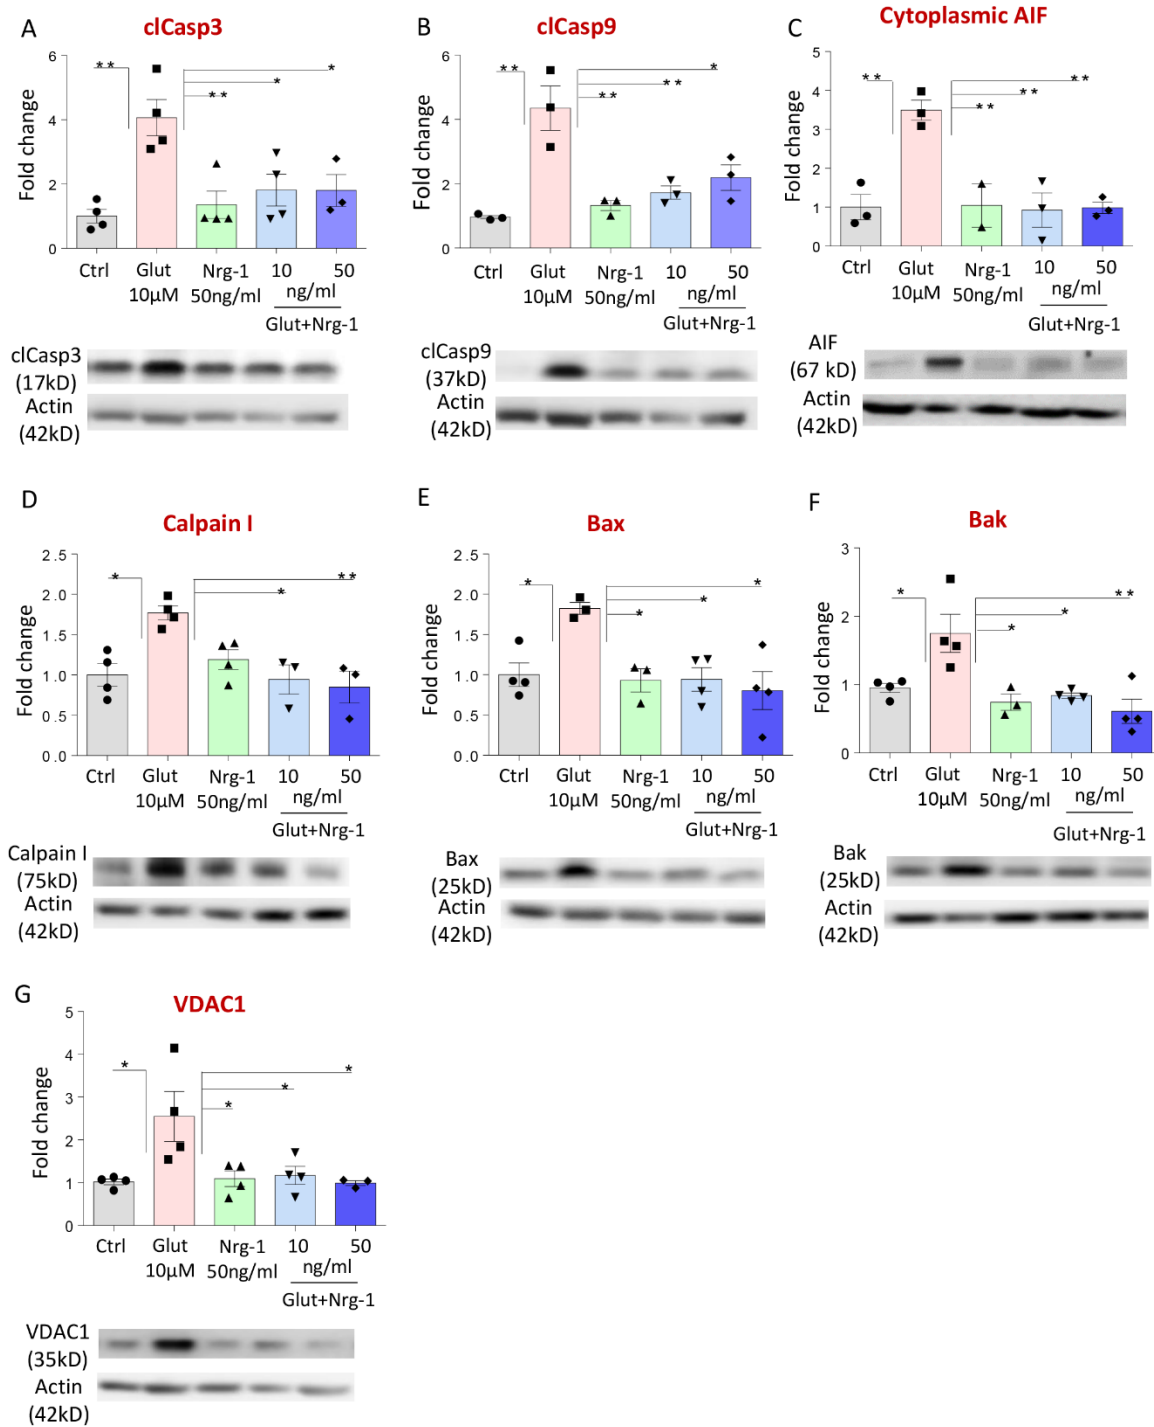 A
clCasp3
Fold change
6
4
2
0
**
*
*
**
Ctrl
Glut
10µM
Nrg-1
50ng/ml
10
50
ng/ml
Glut+Nrg-1
clCasp3
(17kD)
Actin
(42kD)
B
clCasp9
Fold change
6
4
2
0
**
*
**
**
Ctrl
Glut
10µM
Nrg-1
50ng/ml
10
50
ng/ml
Glut+Nrg-1
clCasp9
(37kD)
Actin
(42kD)
C
Cytoplasmic AIF
Fold change
5
4
3
2
1
0
**
**
**
**
Ctrl
Glut
10µM
Nrg-1
50ng/ml
10
50
ng/ml
Glut+Nrg-1
AIF
(67 kD)
Actin
(42kD)
D
Calpain I
Fold change
2.5
2.0
1.5
1.0
0.5
0.0
*
**
*
Ctrl
Glut
10µM
Nrg-1
50ng/ml
10
50
ng/ml
Glut+Nrg-1
Calpain I
(75kD)
Actin
(42kD)
E
Bax
Fold change
2.5
2.0
1.5
1.0
0.5
0.0
*
*
*
*
Ctrl
Glut
10µM
Nrg-1
50ng/ml
10
50
ng/ml
Glut+Nrg-1
Bax
(25kD)
Actin
(42kD)
F
Bak
Fold change
3
2
1
0
*
**
*
*
Ctrl
Glut
10µM
Nrg-1
50ng/ml
10
50
ng/ml
Glut+Nrg-1
Bak
(25kD)
Actin
(42kD)
G
VDAC1
Fold change
5
4
3
2
1
0
*
*
*
*
Ctrl
Glut
10µM
Nrg-1
50ng/ml
10
50
ng/ml
Glut+Nrg-1
VDAC1
(35kD)
Actin
(42kD)